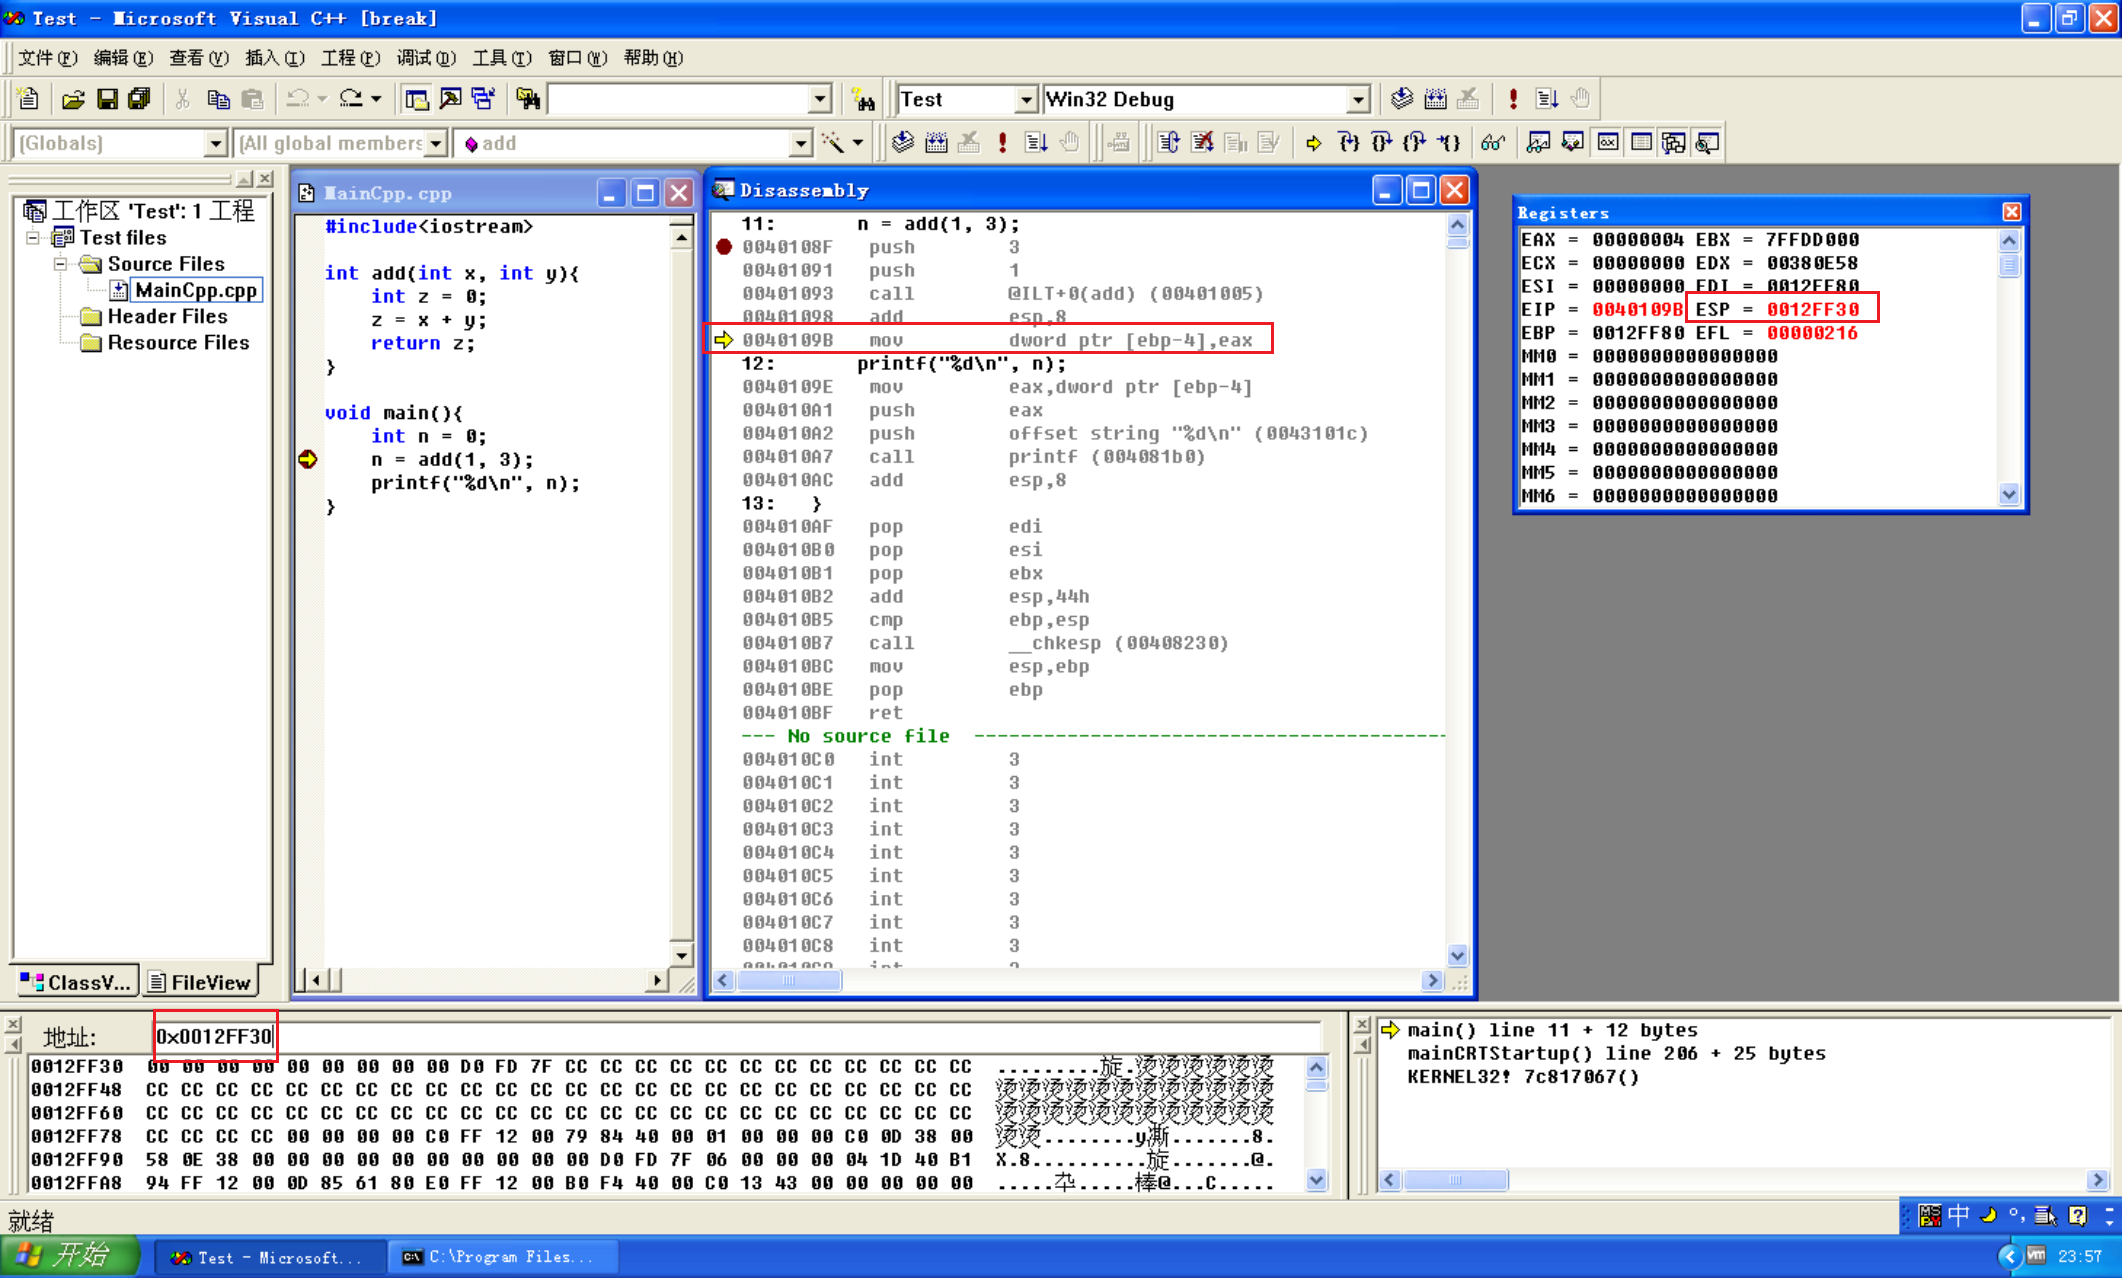 Test - Microsoft Visual C++ [break]
文件(F) 编辑(E) 查看(V) 插入(I) 工程(P) 调试(D) 工具(T) 窗口(W) 帮助(H)
Test Win32 Debug
(Globals) (All global members add
工作区 'Test': 1 工程
Test files
Source Files
MainCpp.cpp
Header Files
Resource Files
ClassV... FileView
MainCpp.cpp
#include<iostream>
int add(int x, int y){
int z = 0;
z = x + y;
return z;
}
void main(){
int n = 0;
n = add(1, 3);
printf("%d\n", n);
}
Disassembly
11: n = add(1, 3);
0040108F push 3
00401091 push 1
00401093 call @ILT+0(add) (00401005)
00401098 add esp,8
0040109B mov dword ptr [ebp-4],eax
12: printf("%d\n", n);
0040109E mov eax,dword ptr [ebp-4]
004010A1 push eax
004010A2 push offset string "%d\n" (0043101c)
004010A7 call printf (004081b0)
004010AC add esp,8
13: }
004010AF pop edi
004010B0 pop esi
004010B1 pop ebx
004010B2 add esp,44h
004010B5 cmp ebp,esp
004010B7 call __chkesp (00408230)
004010BC mov esp,ebp
004010BE pop ebp
004010BF ret
--- No source file -----------------------------------------
004010C0 int 3
004010C1 int 3
004010C2 int 3
004010C3 int 3
004010C4 int 3
004010C5 int 3
004010C6 int 3
004010C7 int 3
004010C8 int 3
Registers
EAX = 00000004 EBX = 7FFDD000
ECX = 00000000 EDX = 00380E58
ESI = 00000000 EDI = 0012FF80
EIP = 0040109B ESP = 0012FF30
EBP = 0012FF80 EFL = 00000216
MM0 = 0000000000000000
MM1 = 0000000000000000
MM2 = 0000000000000000
MM3 = 0000000000000000
MM4 = 0000000000000000
MM5 = 0000000000000000
MM6 = 0000000000000000
地址: 0x0012FF30
0012FF30 00 00 00 00 00 00 00 00 00 D0 FD 7F CC CC CC CC CC CC CC CC CC CC CC CC .........旋.烫烫烫烫烫烫
0012FF48 CC CC CC CC CC CC CC CC CC CC CC CC CC CC CC CC CC CC CC CC CC CC CC CC 烫烫烫烫烫烫烫烫烫烫烫烫
0012FF60 CC CC CC CC CC CC CC CC CC CC CC CC CC CC CC CC CC CC CC CC CC CC CC CC 烫烫烫烫烫烫烫烫烫烫烫烫
0012FF78 CC CC CC CC 00 00 00 00 C0 FF 12 00 79 84 40 00 01 00 00 00 C0 0D 38 00 烫烫........y凘.......8.
0012FF90 58 0E 38 00 00 00 00 00 00 00 00 00 00 D0 FD 7F 06 00 00 00 04 1D 40 B1 X.8..........旋.......@.
0012FFA8 94 FF 12 00 0D 85 61 80 E0 FF 12 00 B0 F4 40 00 C0 13 43 00 00 00 00 00 ...C.....
main() line 11 + 12 bytes
mainCRTStartup() line 206 + 25 bytes
KERNEL32! 7c817067()
就绪
中
开始 Test - Microsoft... C:\Program Files... 23:57